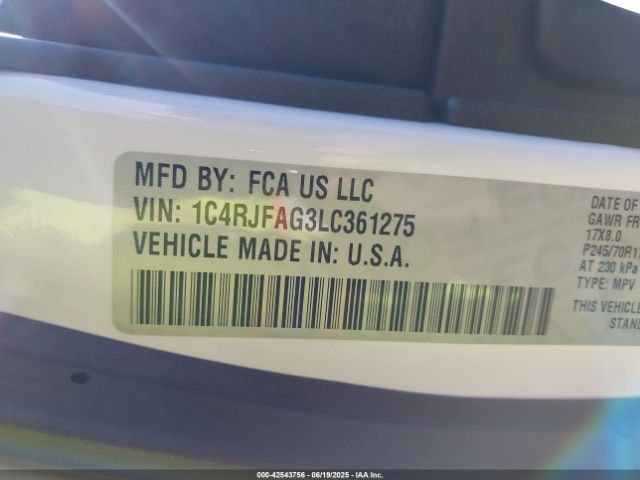 MFD BY: FCA US LLC
VIN: 1C4RJFAG3LC361275
VEHICLE MADE IN: U.S.A.
DATE OF
GAWR FR
17X8.0
P245/70R17
AT 230 kPa
TYPE: MPV
THIS VEHICLE
STAND
000-42543756 - 06/19/2025 - IAA Inc.